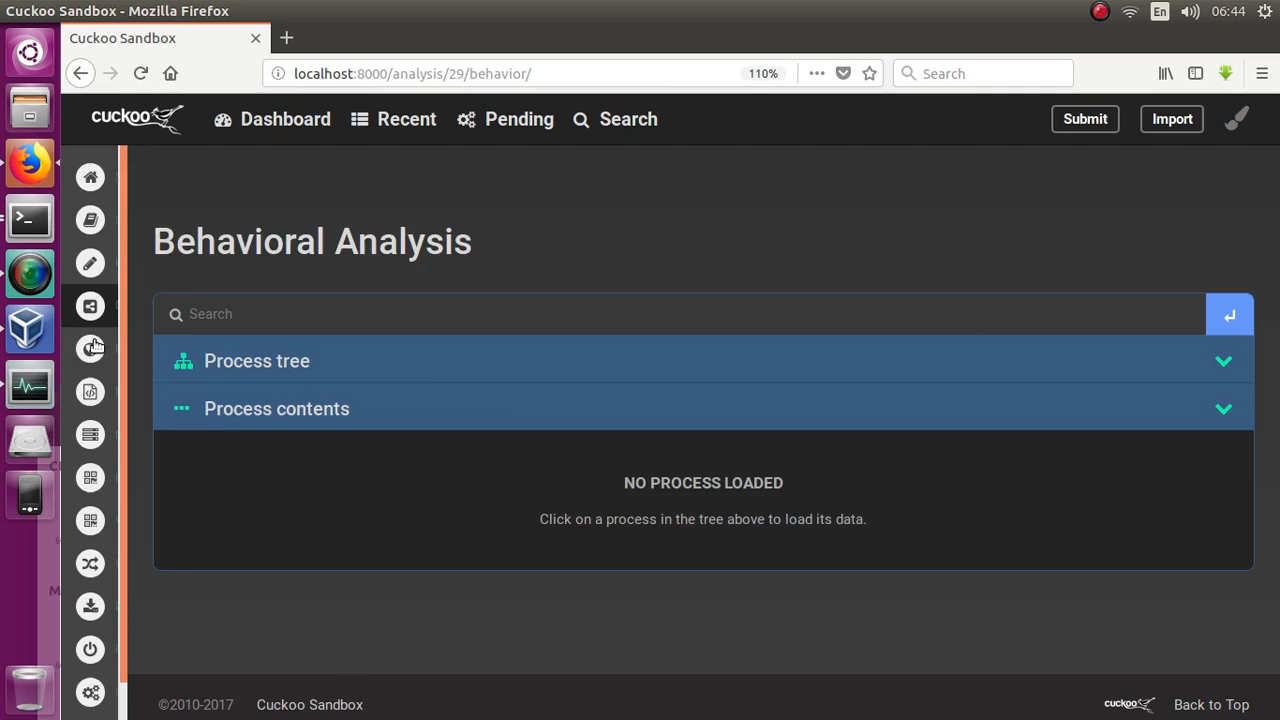 Cuckoo Sandbox - Mozilla Firefox
En
06:44
Cuckoo Sandbox
localhost:8000/analysis/29/behavior/
110%
Search
cuckoo
Dashboard
Recent
Pending
Search
Submit
Import
Behavioral Analysis
Search
Process tree
Process contents
NO PROCESS LOADED
Click on a process in the tree above to load its data.
©2010-2017
Cuckoo Sandbox
cuckoo
Back to Top